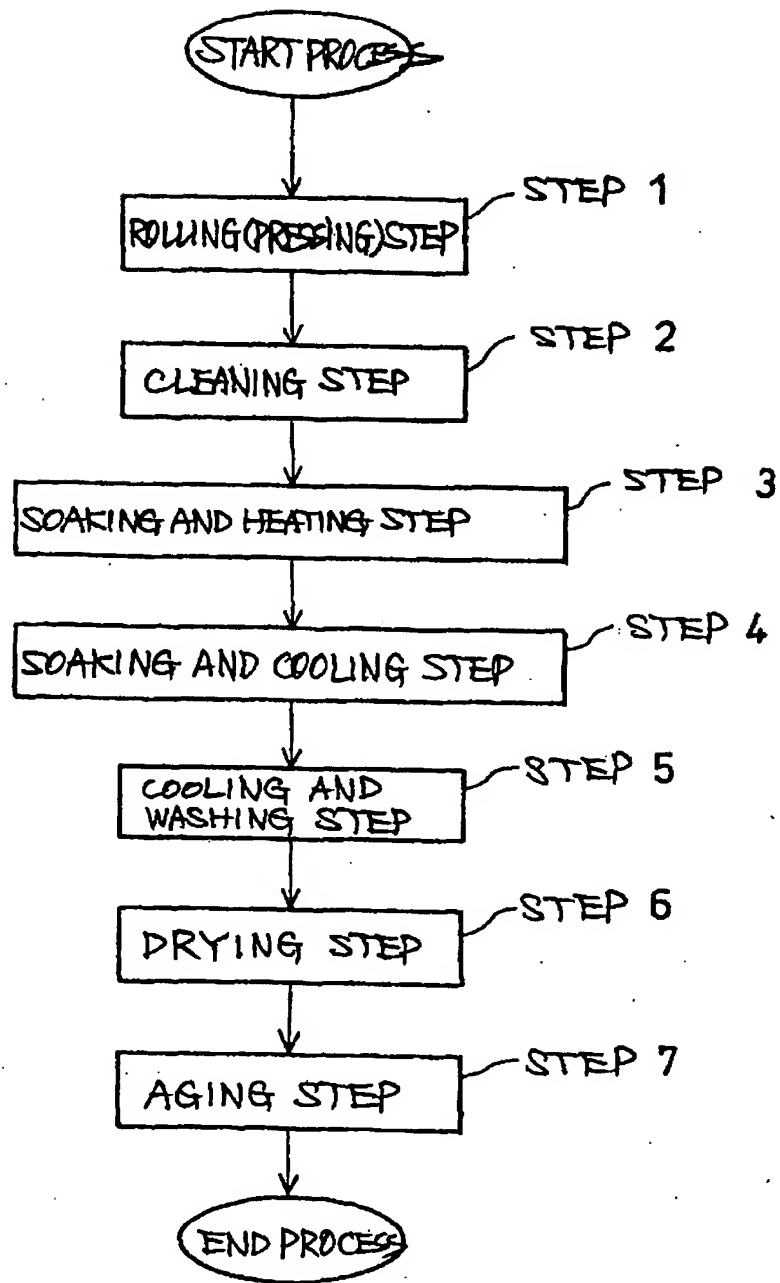 START PROCESS
STEP 1
ROLLING(PRESSING)STEP
STEP 2
CLEANING STEP
STEP 3
SOAKING AND HEATING STEP
STEP 4
SOAKING AND COOLING STEP
STEP 5
COOLING AND
WASHING STEP
STEP 6
DRYING STEP
STEP 7
AGING STEP
END PROCESS